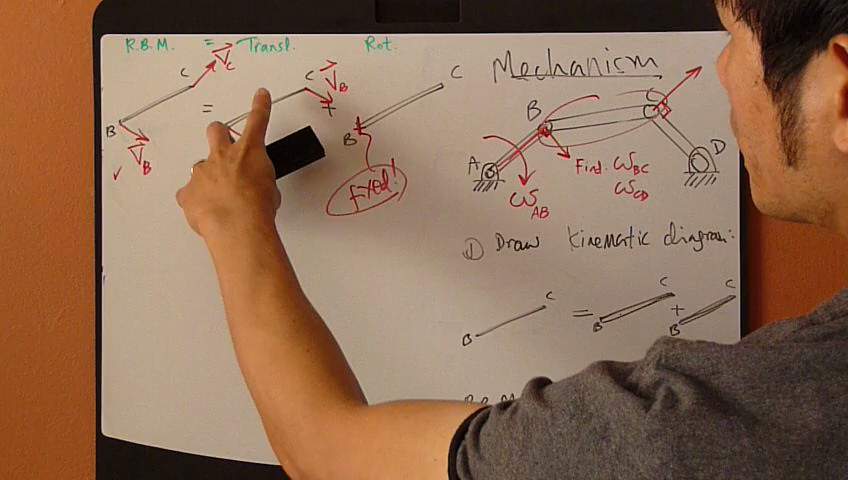 R.B.M. = Transl. Rot.
C V_C
C V_B
C
B
V_B
=
+
B
fixed!
Mechanism
B
C
A
D
ω_AB
Find: ω_BC
ω_CD
① Draw kinematic diagram:
C
C
C
B
=
B
+
B